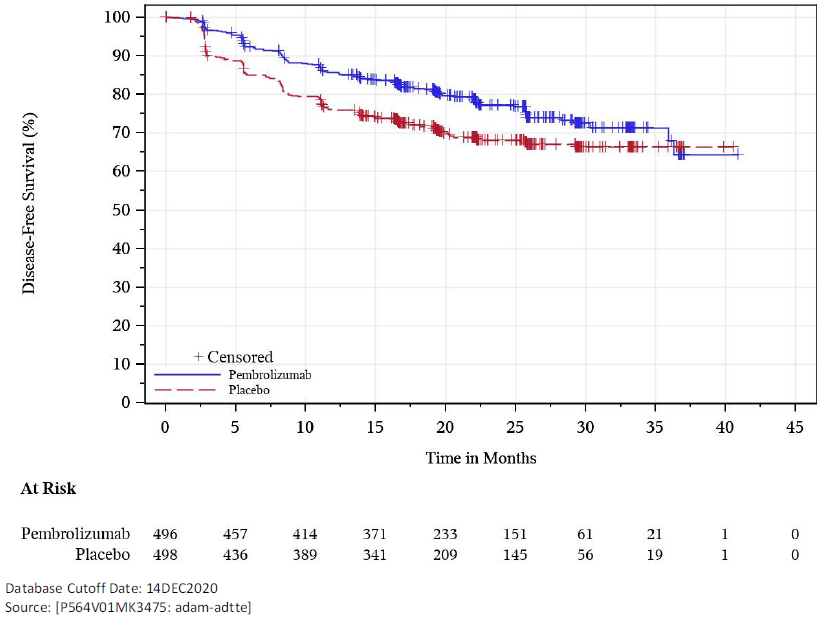 Disease-Free Survival (%)
100
90
80
70
60
50
40
30
20
10
0
+ Censored
Pembrolizumab
Placebo
0 5 10 15 20 25 30 35 40 45
Time in Months
At Risk
Pembrolizumab 496 457 414 371 233 151 61 21 1 0
Placebo 498 436 389 341 209 145 56 19 1 0
Database Cutoff Date: 14DEC2020
Source: [P564V01MK3475: adam-adtte]